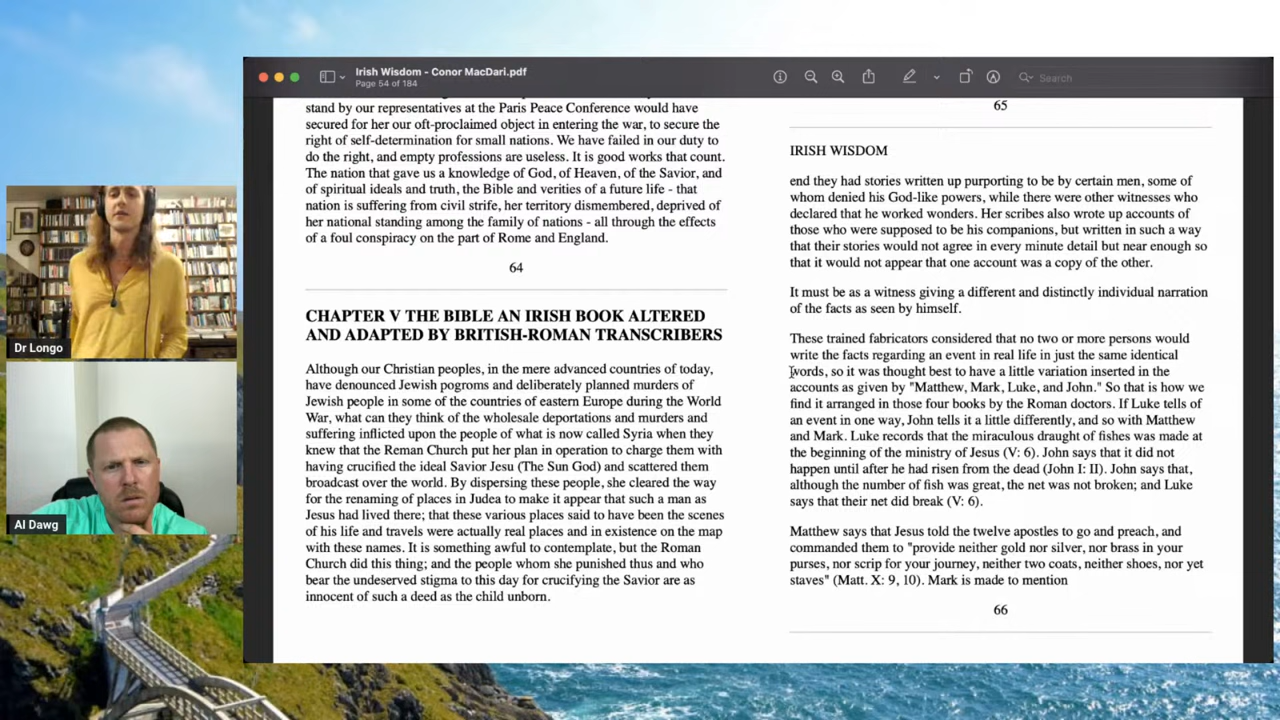 Irish Wisdom - Conor MacDari.pdf
Page 54 of 184
Search
stand by our representatives at the Paris Peace Conference would have
secured for her our oft-proclaimed object in entering the war, to secure the
right of self-determination for small nations. We have failed in our duty to
do the right, and empty professions are useless. It is good works that count.
The nation that gave us a knowledge of God, of Heaven, of the Savior, and
of spiritual ideals and truth, the Bible and verities of a future life - that
nation is suffering from civil strife, her territory dismembered, deprived of
her national standing among the family of nations - all through the effects
of a foul conspiracy on the part of Rome and England.
64
CHAPTER V THE BIBLE AN IRISH BOOK ALTERED
AND ADAPTED BY BRITISH-ROMAN TRANSCRIBERS
Although our Christian peoples, in the mere advanced countries of today,
have denounced Jewish pogroms and deliberately planned murders of
Jewish people in some of the countries of eastern Europe during the World
War, what can they think of the wholesale deportations and murders and
suffering inflicted upon the people of what is now called Syria when they
knew that the Reman Church put her plan in operation to charge them with
having crucified the ideal Savior Jesu (The Sun God) and scattered them
broadcast over the world. By dispersing these people, she cleared the way
for the renaming of places in Judea to make it appear that such a man as
Jesus had lived there; that these various places said to have been the scenes
of his life and travels were actually real places and in existence on the map
with these names. It is something awful to contemplate, but the Roman
Church did this thing; and the people whom she punished thus and who
bear the undeserved stigma to this day for crucifying the Savior are as
innocent of such a deed as the child unborn.
65
IRISH WISDOM
end they had stories written up purporting to be by certain men, some of
whom denied his God-like powers, while there were other witnesses who
declared that he worked wonders. Her scribes also wrote up accounts of
those who were supposed to be his companions, but written in such a way
that their stories would not agree in every minute detail but near enough so
that it would not appear that one account was a copy of the other.
It must be as a witness giving a different and distinctly individual narration
of the facts as seen by himself.
These trained fabricators considered that no two or more persons would
write the facts regarding an event in real life in just the same identical
words, so it was thought best to have a little variation inserted in the
accounts as given by "Matthew, Mark, Luke, and John." So that is how we
find it arranged in those four books by the Roman doctors. If Luke tells of
an event in one way, John tells it a little differently, and so with Matthew
and Mark. Luke records that the miraculous draught of fishes was made at
the beginning of the ministry of Jesus (V: 6). John says that it did not
happen until after he had risen from the dead (John I: II). John says that,
although the number of fish was great, the net was not broken; and Luke
says that their net did break (V: 6).
Matthew says that Jesus told the twelve apostles to go and preach, and
commanded them to "provide neither gold nor silver, nor brass in your
purses, nor scrip for your journey, neither two coats, neither shoes, nor yet
staves" (Matt. X: 9, 10). Mark is made to mention
66
Dr Longo
Al Dawg